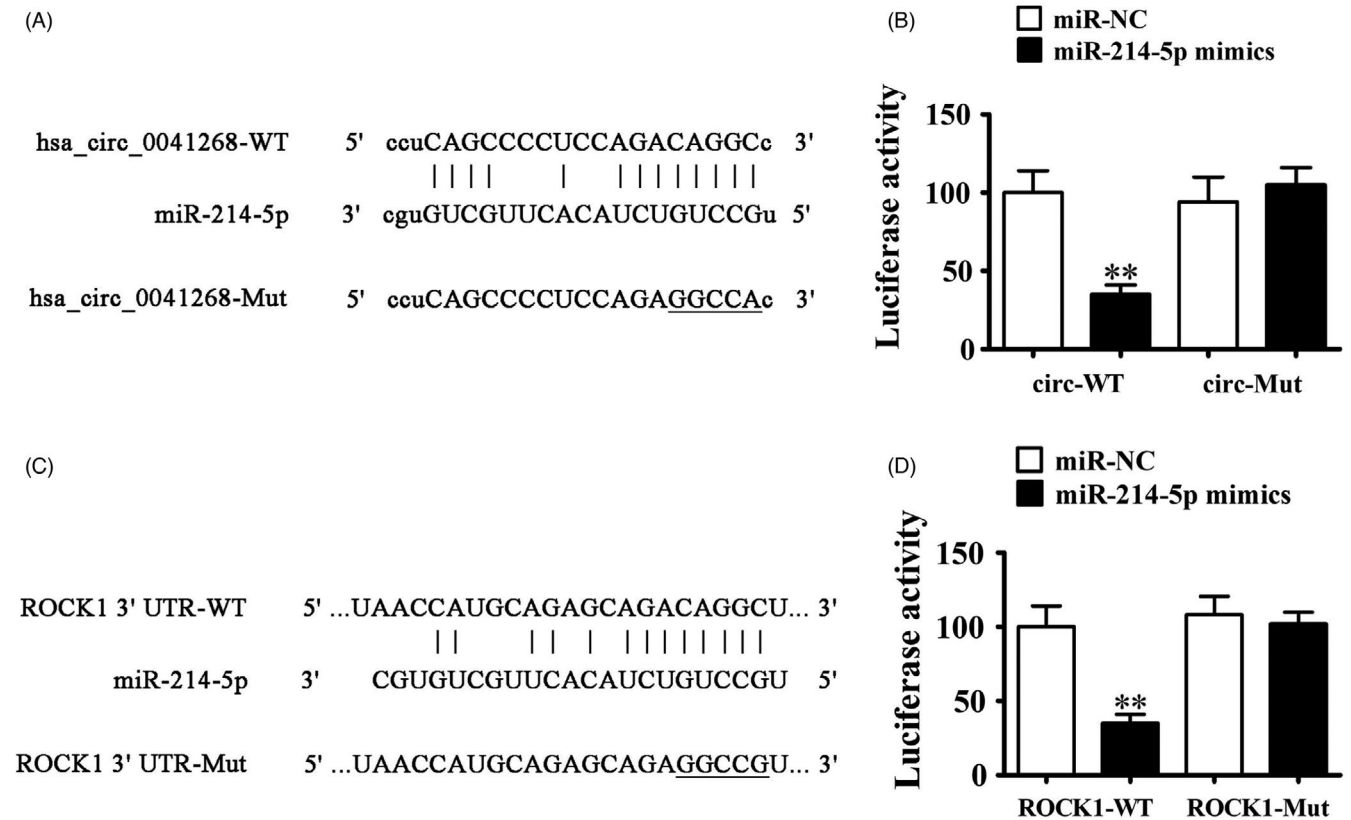 (A)
hsa_circ_0041268-WT 5' ccuCAGCCCCUCCAGACAGGCc 3'
miR-214-5p 3' cguGUCGUUCACAUCUGUCCGu 5'
hsa_circ_0041268-Mut 5' ccuCAGCCCCUCCAGAGGCCAc 3'
(B)
miR-NC
miR-214-5p mimics
Luciferase activity
150
100
50
0
**
circ-WT circ-Mut
(C)
ROCK1 3' UTR-WT 5' ...UAACCAUGCAGAGCAGACAGGCU... 3'
miR-214-5p 3' CGUGUCGUUCACAUCUGUCCGU 5'
ROCK1 3' UTR-Mut 5' ...UAACCAUGCAGAGCAGAGGCCGU... 3'
(D)
miR-NC
miR-214-5p mimics
Luciferase activity
150
100
50
0
**
ROCK1-WT ROCK1-Mut